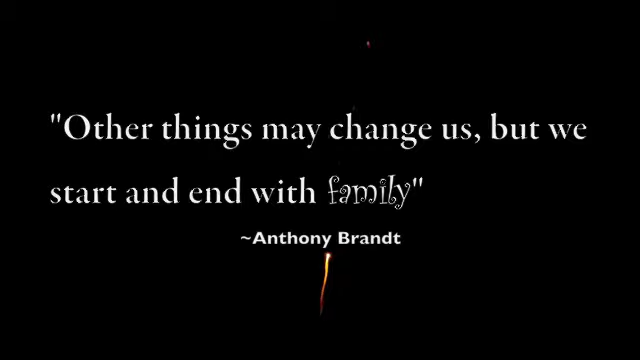 "Other things may change us, but we
start and end with family"
~Anthony Brandt